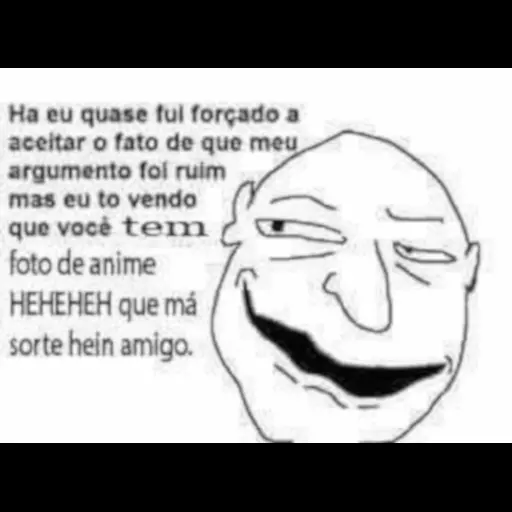 Ha eu quase fui forçado a
aceitar o fato de que meu
argumento foi ruim
mas eu to vendo
que você tem
foto de anime
HEHEHEH que má
sorte hein amigo.